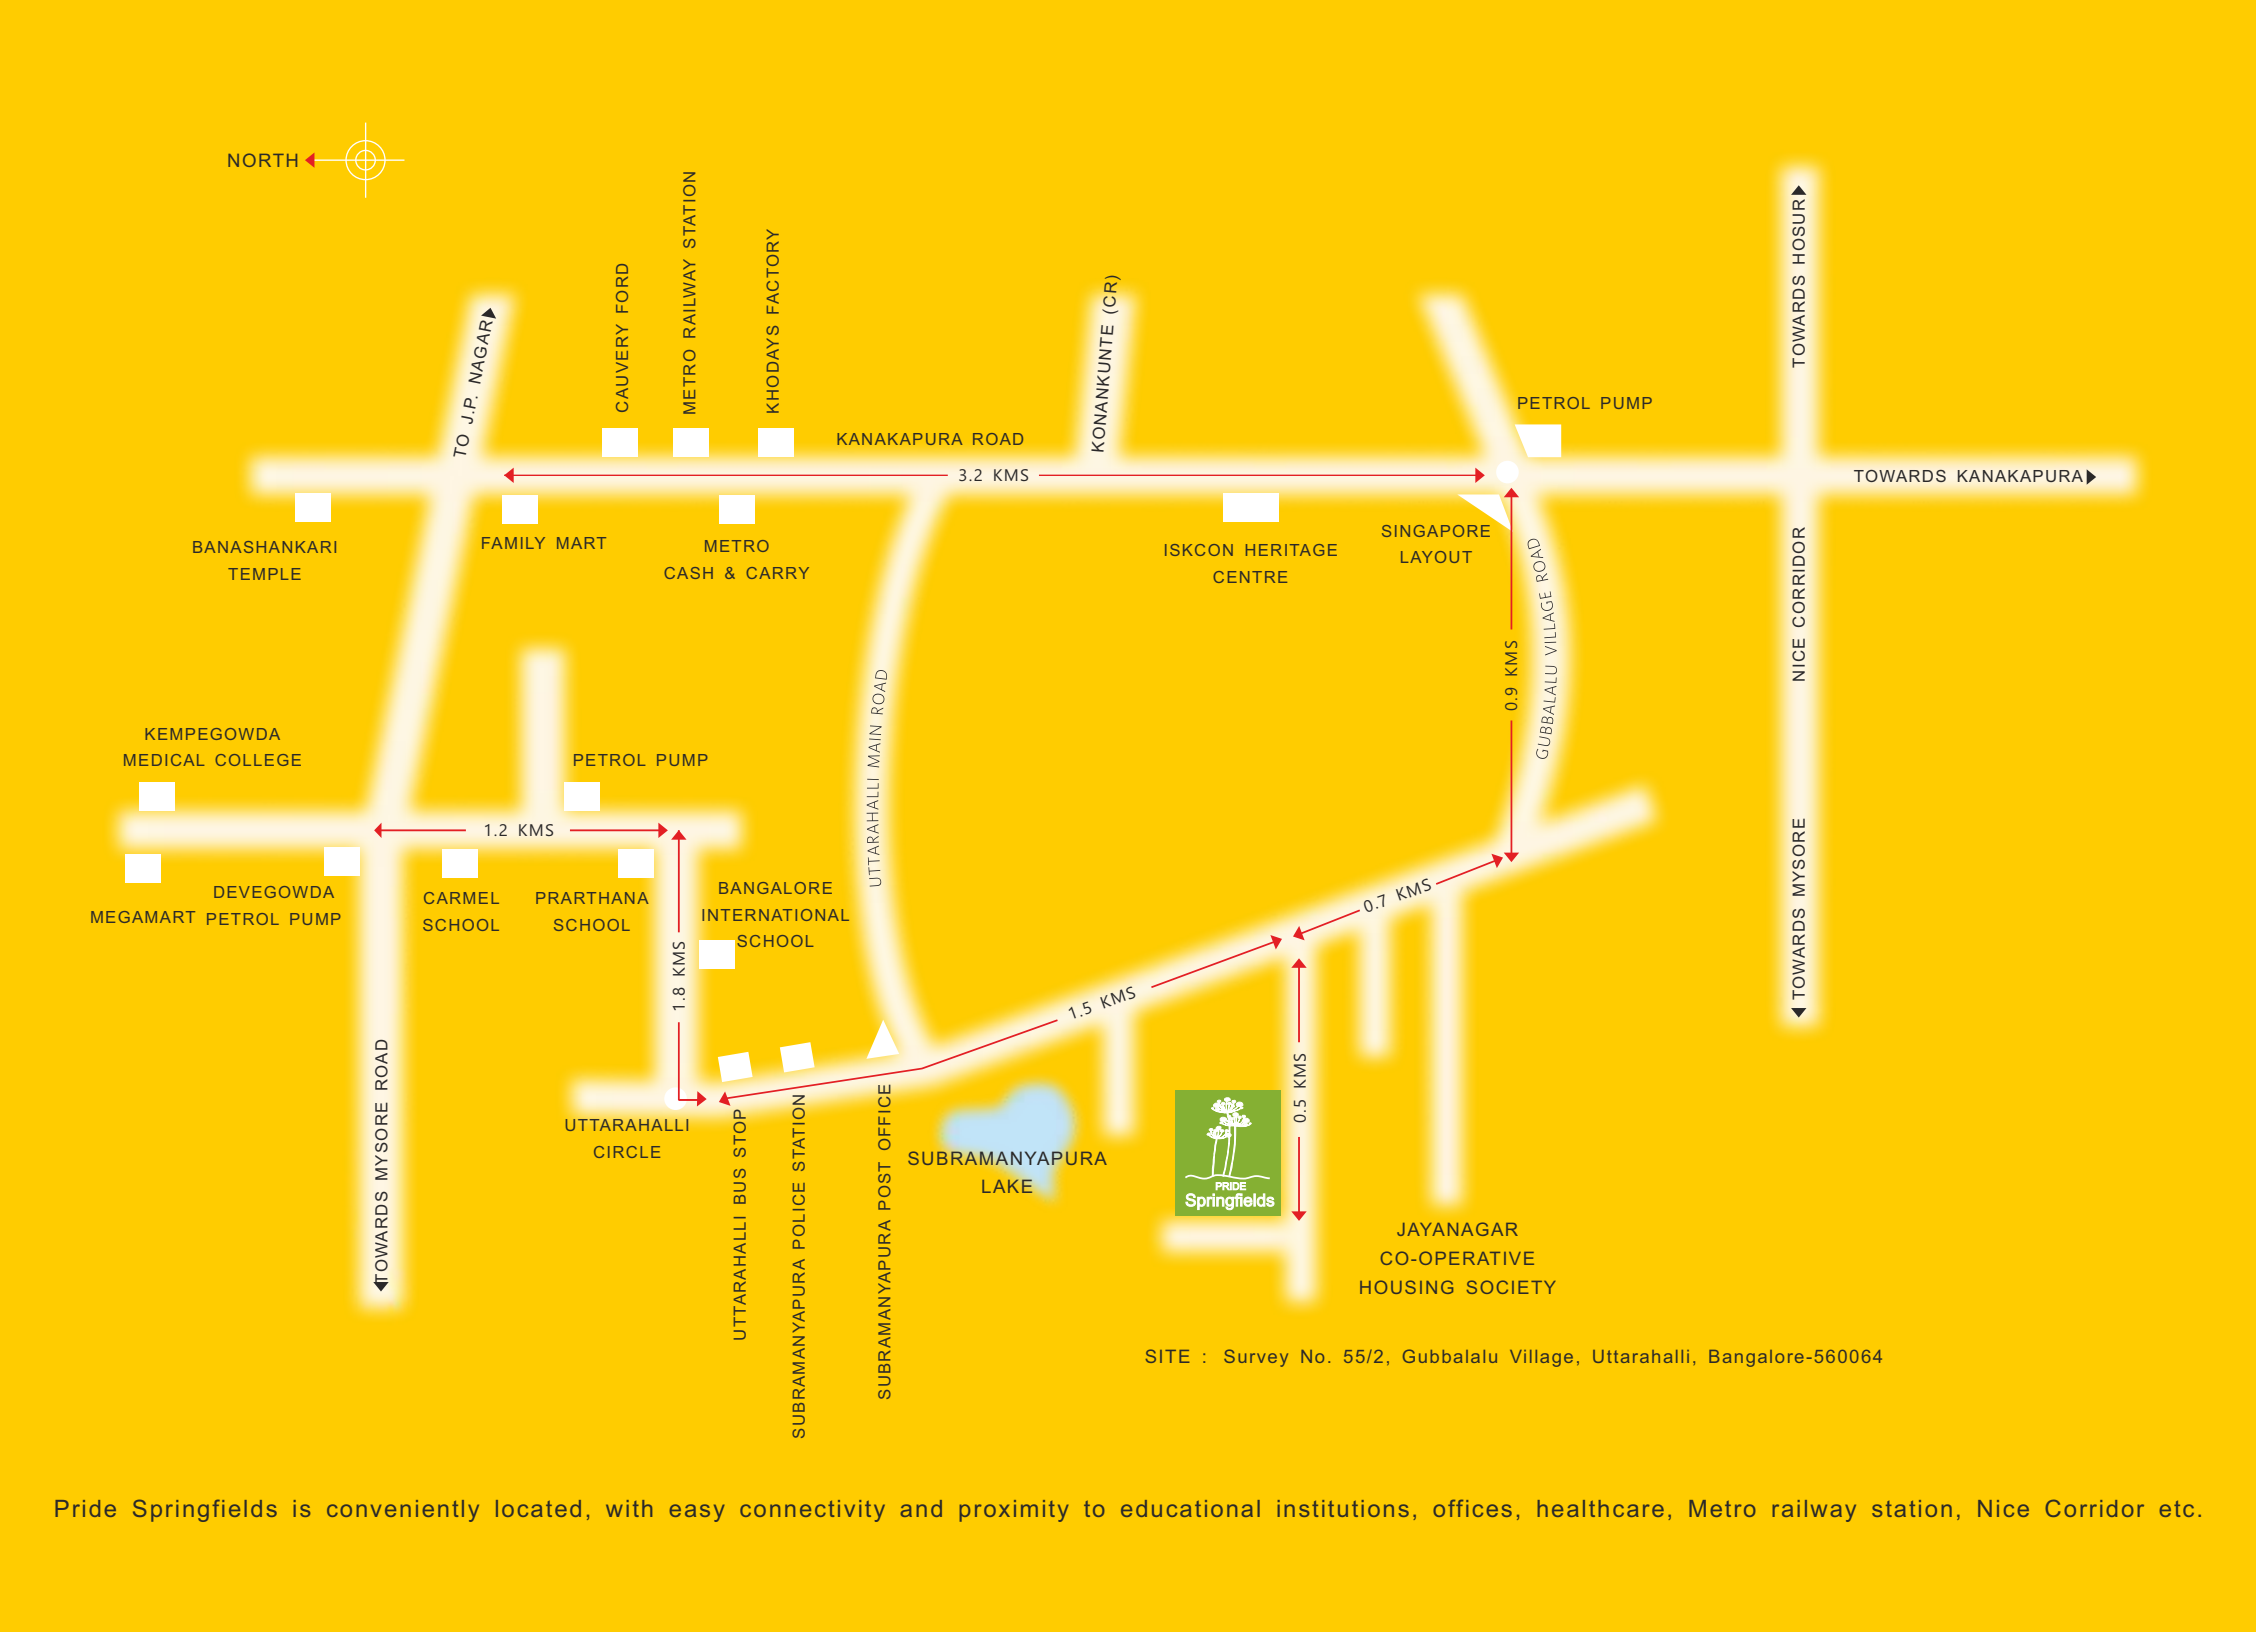 NORTH
TO J.P. NAGAR
CAUVERY FORD
METRO RAILWAY STATION
KHODAYS FACTORY
KANAKAPURA ROAD
KONANKUNTE (CR)
PETROL PUMP
TOWARDS HOSUR
3.2 KMS
TOWARDS KANAKAPURA
BANASHANKARI
TEMPLE
FAMILY MART
METRO
CASH & CARRY
ISKCON HERITAGE
CENTRE
SINGAPORE
LAYOUT
GUBBALALU VILLAGE ROAD
0.9 KMS
NICE CORRIDOR
TOWARDS MYSORE
UTTARAHALLI MAIN ROAD
KEMPEGOWDA
MEDICAL COLLEGE
PETROL PUMP
1.2 KMS
MEGAMART
DEVEGOWDA
PETROL PUMP
CARMEL
SCHOOL
PRARTHANA
SCHOOL
BANGALORE
INTERNATIONAL
SCHOOL
1.8 KMS
0.7 KMS
1.5 KMS
0.5 KMS
TOWARDS MYSORE ROAD
UTTARAHALLI
CIRCLE
UTTARAHALLI BUS STOP
SUBRAMANYAPURA POLICE STATION
SUBRAMANYAPURA POST OFFICE
SUBRAMANYAPURA
LAKE
PRIDE
Springfields
JAYANAGAR
CO-OPERATIVE
HOUSING SOCIETY
SITE : Survey No. 55/2, Gubbalalu Village, Uttarahalli, Bangalore-560064
Pride Springfields is conveniently located, with easy connectivity and proximity to educational institutions, offices, healthcare, Metro railway station, Nice Corridor etc.